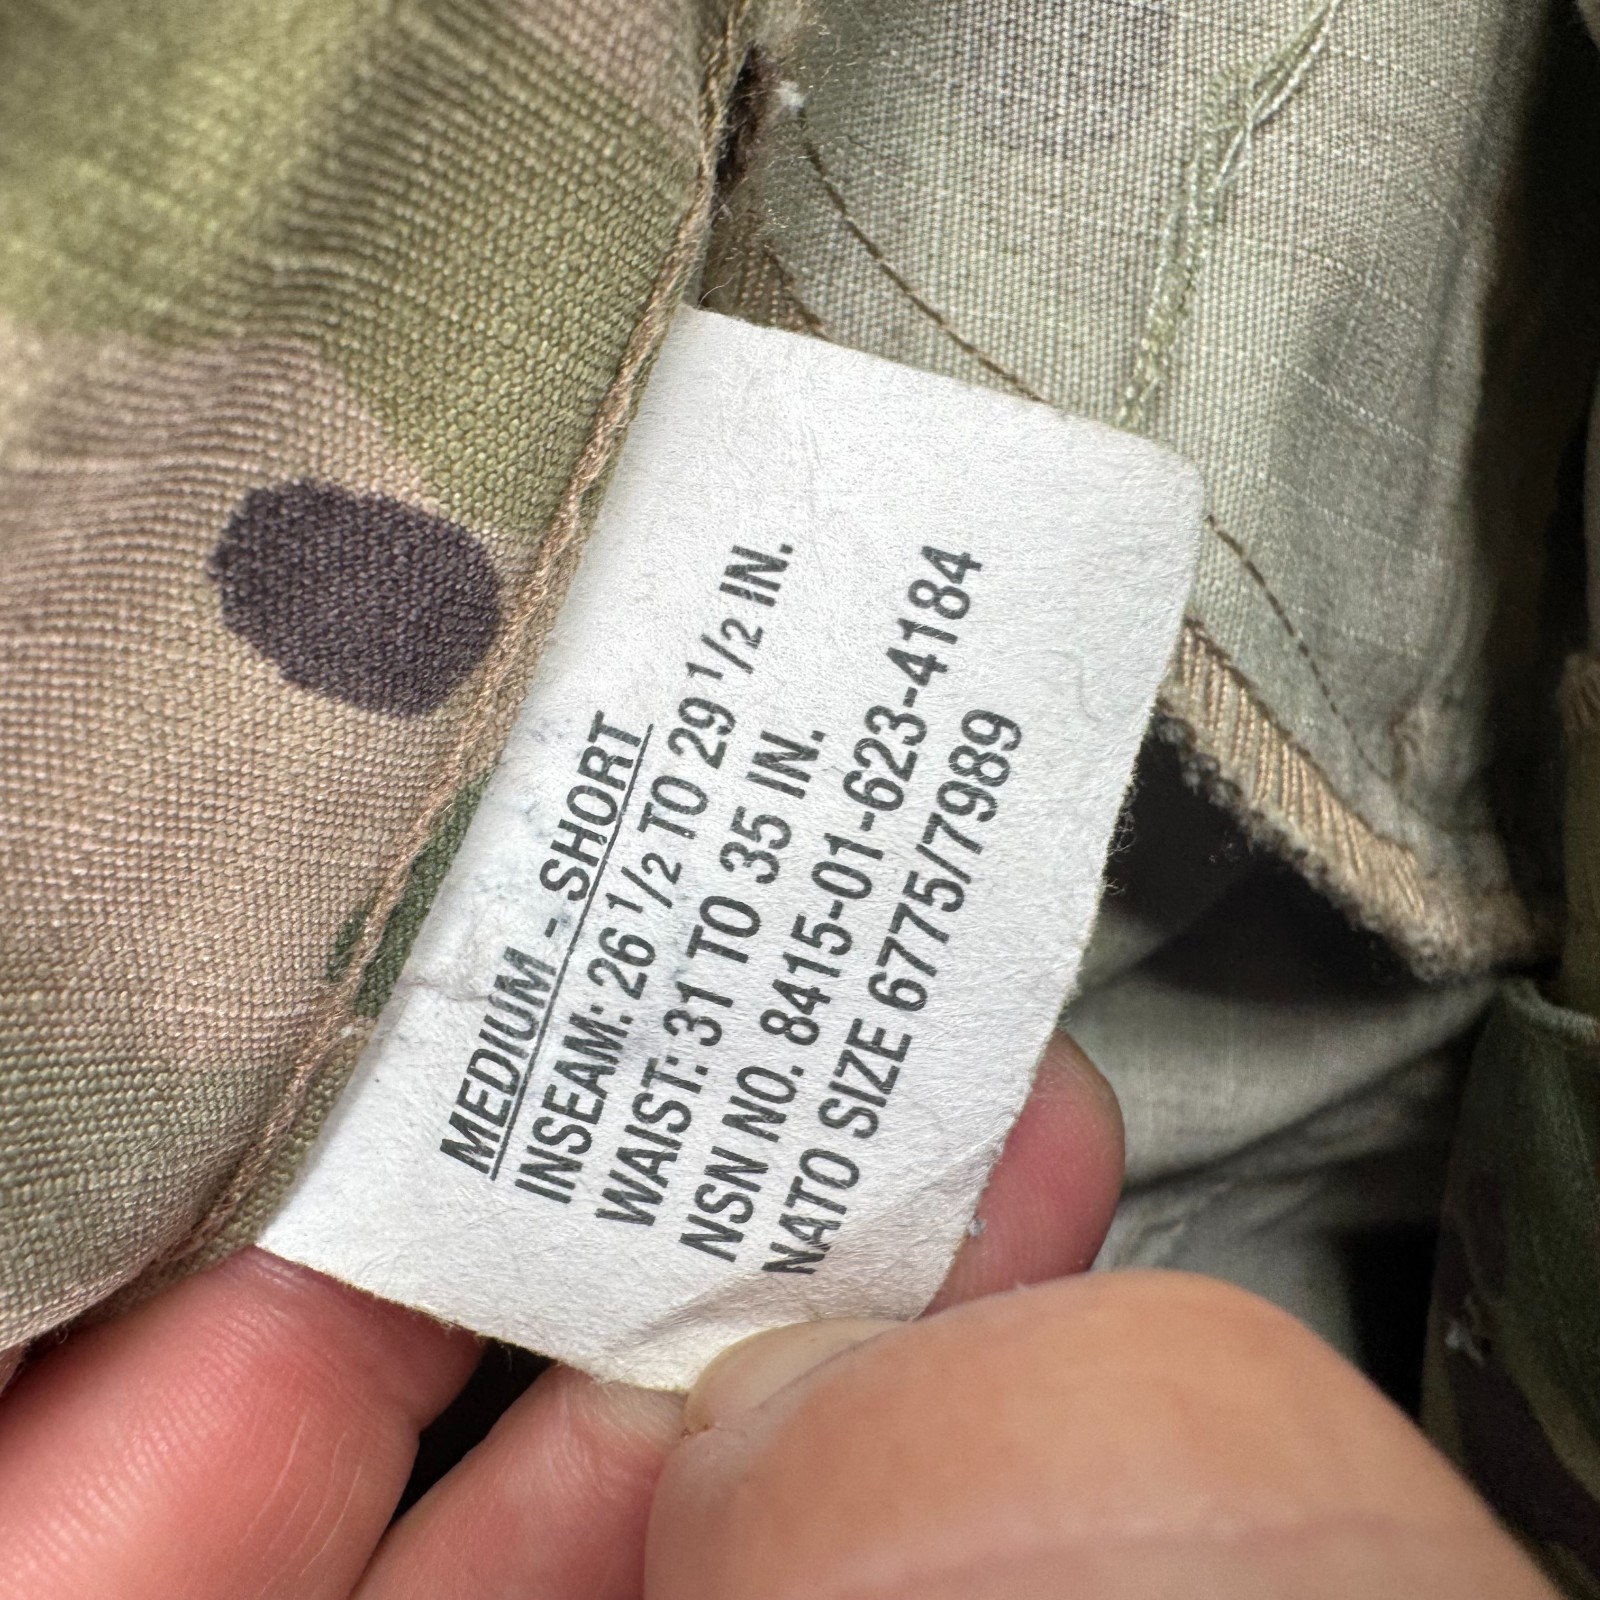 MEDIUM - SHORT
INSEAM: 26 1/2 TO 29 1/2 IN.
WAIST: 31 TO 35 IN.
NSN NO. 8415-01-623-4184
NATO SIZE 6775/7989